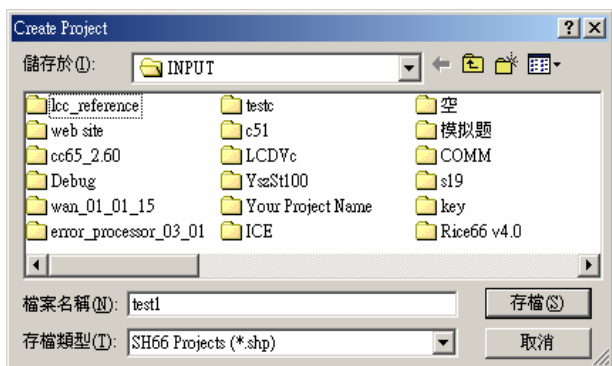 Create Project
儲存於(I): INPUT
lcc_reference testc 空
web site c51 模拟题
cc65_2.60 LCDVc COMM
Debug YszSt100 s19
wan_01_01_15 Your Project Name key
error_processor_03_01 ICE Rice66 v4.0
檔案名稱(N): test1 存檔(S)
存檔類型(T): SH66 Projects (*.shp) 取消